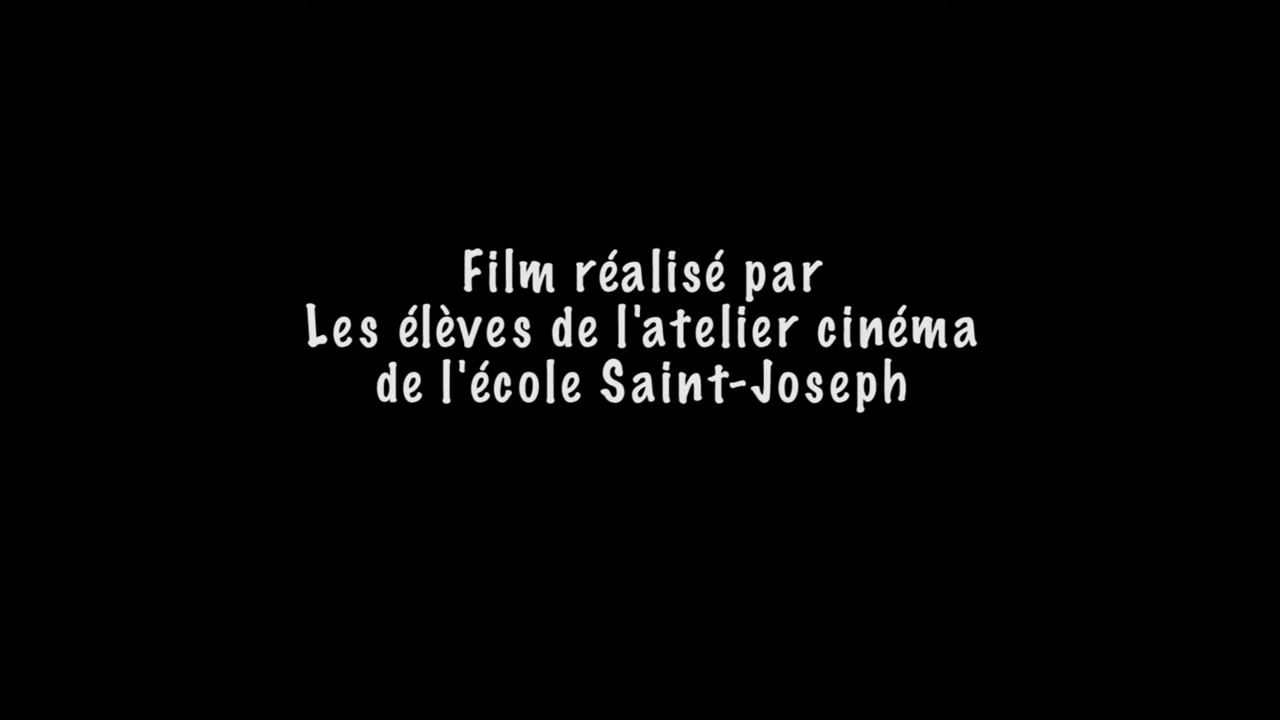 Film réalisé par
Les élèves de l'atelier cinéma
de l'école Saint-Joseph